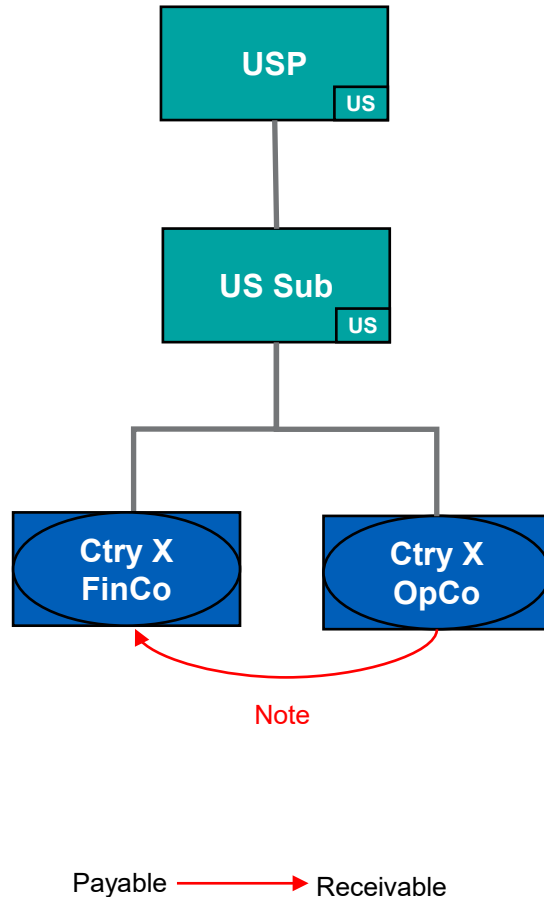 USP
US
US Sub
US
Ctry X
FinCo
Ctry X
OpCo
Note
Payable
Receivable